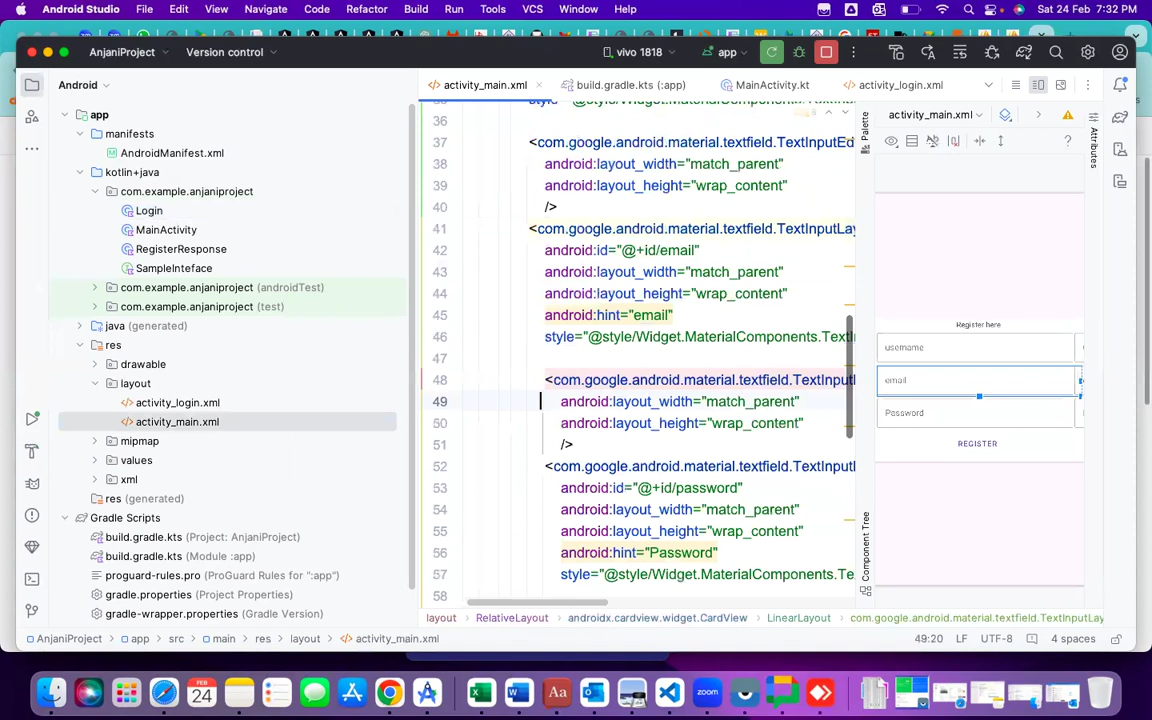 Android Studio File Edit View Navigate Code Refactor Build Run Tools VCS Window Help Sat 24 Feb 7:32 PM
AnjaniProject Version control vivo 1818 app
Android activity_main.xml build.gradle.kts (:app) MainActivity.kt activity_login.xml
app
manifests
AndroidManifest.xml
kotlin+java
com.example.anjaniproject
Login
MainActivity
RegisterResponse
SampleInteface
com.example.anjaniproject (androidTest)
com.example.anjaniproject (test)
java (generated)
res
drawable
layout
activity_login.xml
activity_main.xml
mipmap
values
xml
res (generated)
Gradle Scripts
build.gradle.kts (Project: AnjaniProject)
build.gradle.kts (Module :app)
proguard-rules.pro (ProGuard Rules for ":app")
gradle.properties (Project Properties)
gradle-wrapper.properties (Gradle Version)
36
37 <com.google.android.material.textfield.TextInputEd
38 android:layout_width="match_parent"
39 android:layout_height="wrap_content"
40 />
41 <com.google.android.material.textfield.TextInputLay
42 android:id="@+id/email"
43 android:layout_width="match_parent"
44 android:layout_height="wrap_content"
45 android:hint="email"
46 style="@style/Widget.MaterialComponents.TextIn
47
48 <com.google.android.material.textfield.TextInputI
49 android:layout_width="match_parent"
50 android:layout_height="wrap_content"
51 />
52 <com.google.android.material.textfield.TextInputI
53 android:id="@+id/password"
54 android:layout_width="match_parent"
55 android:layout_height="wrap_content"
56 android:hint="Password"
57 style="@style/Widget.MaterialComponents.Te
58
Palette
activity_main.xml
Attributes
Component Tree
Register here
username
email
Password
REGISTER
layout RelativeLayout androidx.cardview.widget.CardView LinearLayout com.google.android.material.textfield.TextInputLay
AnjaniProject app src main res layout activity_main.xml 49:20 LF UTF-8 4 spaces
FEB
24
Aa
zoom